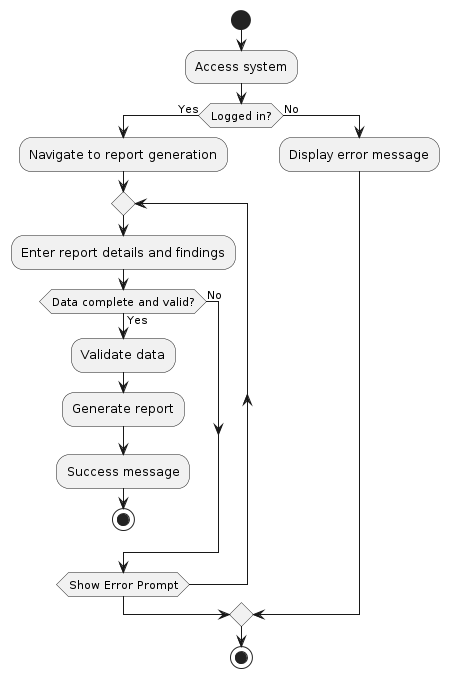 Access system
Yes
Logged in?
No
Navigate to report generation
Display error message
Enter report details and findings
Data complete and valid?
No
Yes
Validate data
Generate report
Success message
Show Error Prompt